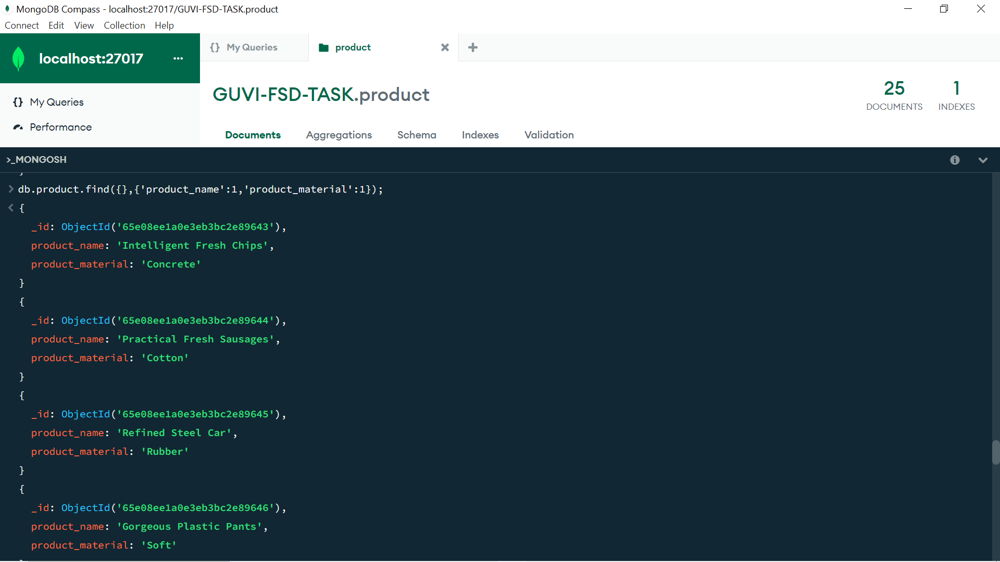 MongoDB Compass - localhost:27017/GUVI-FSD-TASK.product
Connect Edit View Collection Help
localhost:27017 ...
{} My Queries
product
{} My Queries
Performance
GUVI-FSD-TASK.product
25
DOCUMENTS
1
INDEXES
Documents Aggregations Schema Indexes Validation
>_MONGOSH
}
> db.product.find({},{'product_name':1,'product_material':1});
< {
_id: ObjectId('65e08ee1a0e3eb3bc2e89643'),
product_name: 'Intelligent Fresh Chips',
product_material: 'Concrete'
}
{
_id: ObjectId('65e08ee1a0e3eb3bc2e89644'),
product_name: 'Practical Fresh Sausages',
product_material: 'Cotton'
}
{
_id: ObjectId('65e08ee1a0e3eb3bc2e89645'),
product_name: 'Refined Steel Car',
product_material: 'Rubber'
}
{
_id: ObjectId('65e08ee1a0e3eb3bc2e89646'),
product_name: 'Gorgeous Plastic Pants',
product_material: 'Soft'
}